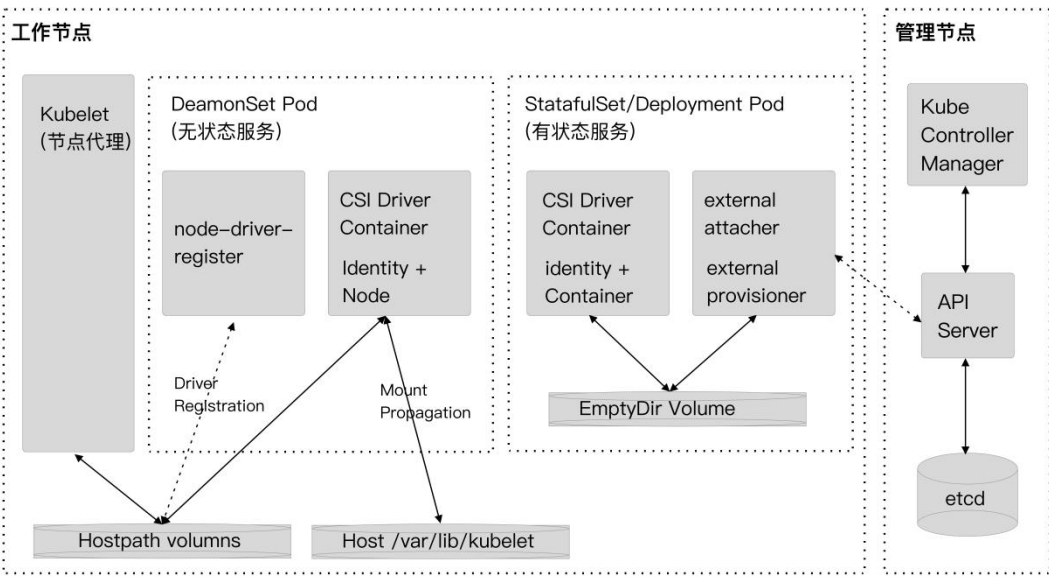 工作节点
Kubelet
(节点代理)
DeamonSet Pod
(无状态服务)
node-driver-
register
CSI Driver
Container
Identity +
Node
Driver
RegIstration
Mount
Propagation
Hostpath volumns
Host /var/lib/kubelet
StatafulSet/Deployment Pod
(有状态服务)
CSI Driver
Container
identity +
Container
external
attacher
external
provisioner
EmptyDir Volume
管理节点
Kube
Controller
Manager
API
Server
etcd